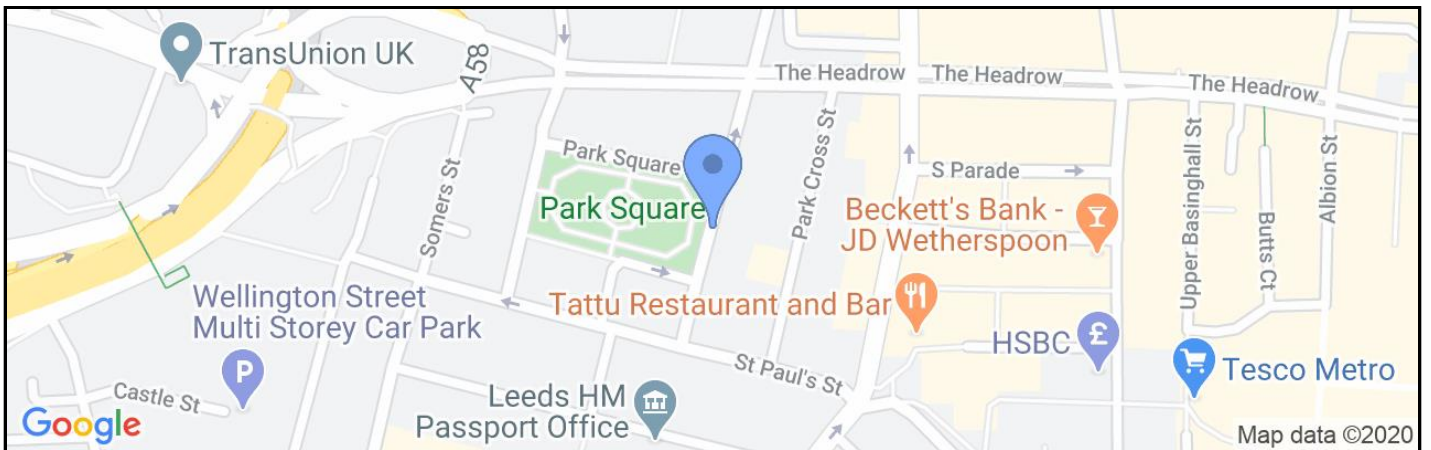 TransUnion UK
A58
The Headrow
The Headrow
The Headrow
Park Square
Park Square
Somers St
Park Cross St
S Parade
Beckett's Bank -
JD Wetherspoon
Upper Basinghall St
Butts Ct
Albion St
Wellington Street
Multi Storey Car Park
P
Tattu Restaurant and Bar
HSBC
£
St Paul's St
Tesco Metro
Castle St
Leeds HM
Passport Office
Google
Map data ©2020